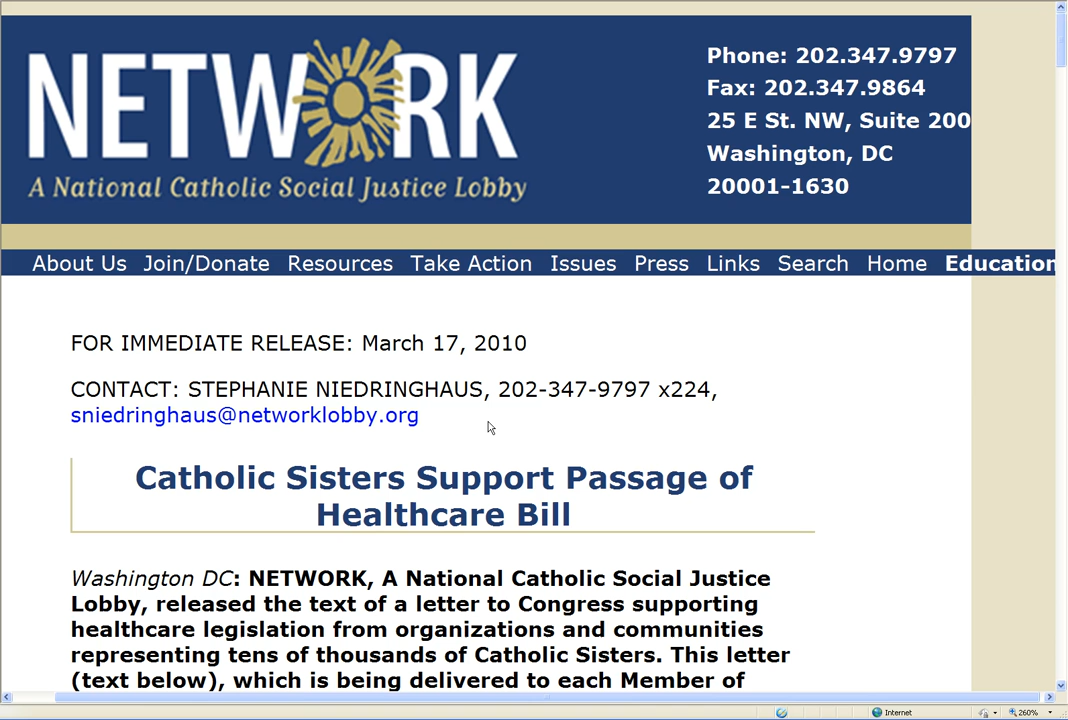 NETWORK
A National Catholic Social Justice Lobby
Phone: 202.347.9797
Fax: 202.347.9864
25 E St. NW, Suite 200
Washington, DC
20001-1630
About Us Join/Donate Resources Take Action Issues Press Links Search Home Education
FOR IMMEDIATE RELEASE: March 17, 2010
CONTACT: STEPHANIE NIEDRINGHAUS, 202-347-9797 x224,
sniedringhaus@networklobby.org
Catholic Sisters Support Passage of
Healthcare Bill
Washington DC: NETWORK, A National Catholic Social Justice
Lobby, released the text of a letter to Congress supporting
healthcare legislation from organizations and communities
representing tens of thousands of Catholic Sisters. This letter
(text below), which is being delivered to each Member of
Internet
260%